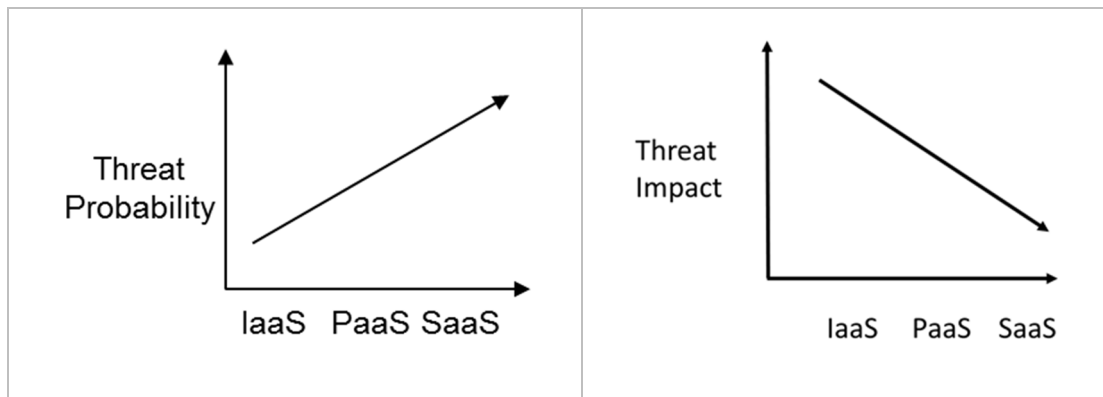 Threat
Probability
IaaS PaaS SaaS
Threat
Impact
IaaS PaaS SaaS